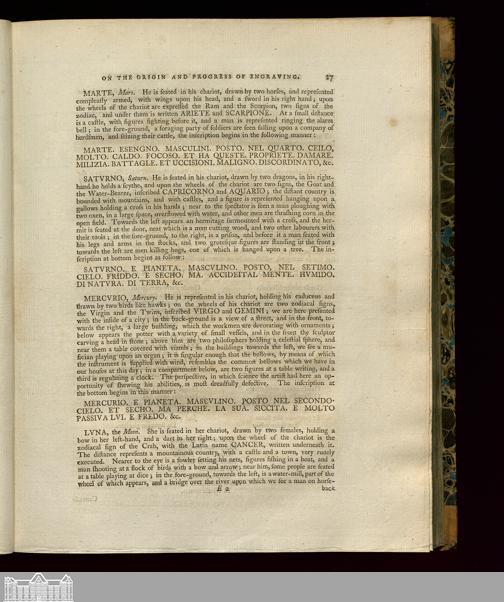 ON THE ORIGIN AND PROGRESS OF ENGRAVING. 27
MARTE, Mars. He is seated in his chariot, drawn by two horses, and represented
compleatly armed, with wings upon his head, and a sword in his right hand; upon
the wheels of the chariot are expressed the Ram and the Scorpion, two signs of the
zodiac, and under them is written ARIETE and SCARPIONE. At a small distance
is a castle, with figures fighting before it, and a man is represented ringing the alarm
bell; in the fore-ground, a foraging party of soldiers are seen falling upon a company of
herdsmen, and driving their cattle, the inscription begins in the following manner:
MARTE. ESENGNO. MASCULINI. POSTO. NEL QUARTO. CEILO,
MOLTO. CALDO. FOCOSO. ET HA QUESTE. PROPRIETE. DAMARE.
MILIZIA. BATTAGLE. ET UCCISIONI. MALIGNO. DISCORDINATO, &c.
SATVRNO, Saturn. He is seated in his chariot, drawn by two dragons, in his right-
hand he holds a scythe, and upon the wheels of the chariot are two signs, the Goat and
the Water-Bearer, inscribed CAPRICORNO and AQUARIO; the distant country is
bounded with mountains, and with castles, and a figure is represented hanging upon a
gallows holding a cross in his hands; near to the spectator is seen a man ploughing with
two oxen, in a large space, overflowed with water, and other men are thrashing corn in the
open field. Towards the left appears an hermitage surmounted with a cross, and the her-
mit is seated at the door, near which is a man cutting wood, and two other labourers with
their tools; in the fore-ground, to the right, is a prison, and before it a man seated with
his legs and arms in the stocks, and two grotesque figures are standing in the front;
towards the left are men killing hogs, one of which is hanged upon a tree. The in-
scription at bottom begins as follow:
SATVRNO. E PIANETA. MASCVLINO. POSTO, NEL SETIMO.
CIELO. FRIDDO. E SECHO. MA. ACCIDETTAL MENTE. HVMIDO.
DI NATVRA. DI TERRA, &c.
MERCVRIO, Mercury. He is represented in his chariot, holding his caduceus and
drawn by two birds like hawks; on the wheels of his chariot are two zodiacal signs,
the Virgin and the Twins, inscribed VIRGO and GEMINI; we are here presented
with the inside of a city; in the back-ground is a view of a street, and in the front, to-
wards the right, a large building, which the workmen are decorating with ornaments;
below appears the potter with a variety of small vessels, and in the front the sculptor
carving a head in stone; above him are two philosophers holding a celestial sphere, and
near them a table covered with viands; in the buildings towards the left, we see a mu-
sician playing upon an organ; it is singular enough that the bellows, by means of which
the instrument is supplied with wind, resembles the common bellows which we have in
our houses at this day; in a compartment below, are two figures at a table writing, and a
third is regulating a clock. The perspective, in which science the artist had here an op-
portunity of shewing his abilities, is most dreadfully defective. The inscription at
the bottom begins in this manner:
MERCURIO. E PIANETA. MASEVLINO. POSTO NEL SECONDO-
CIELO. ET SECHO, MA PERCHE. LA SUA. SICCITA. E MOLTO
PASSIVA LVI. E FREDO, &c.
LVNA, the Moon. She is seated in her chariot, drawn by two females, holding a
bow in her left-hand, and a dart in her right; upon the wheel of the chariot is the
zodiacal sign of the Crab, with the Latin name CANCER, written underneath it.
The distance represents a mountainous country, with a castle and a town, very rudely
executed. Nearer to the eye is a fowler setting his nets, figures fishing in a boat, and a
man shooting at a flock of birds with a bow and arrow; near him, some people are seated
at a table playing at dice; in the fore-ground, towards the left, is a water-mill, part of the
wheel of which appears, and a bridge over the river upon which we see a man on horse-
E 2 back